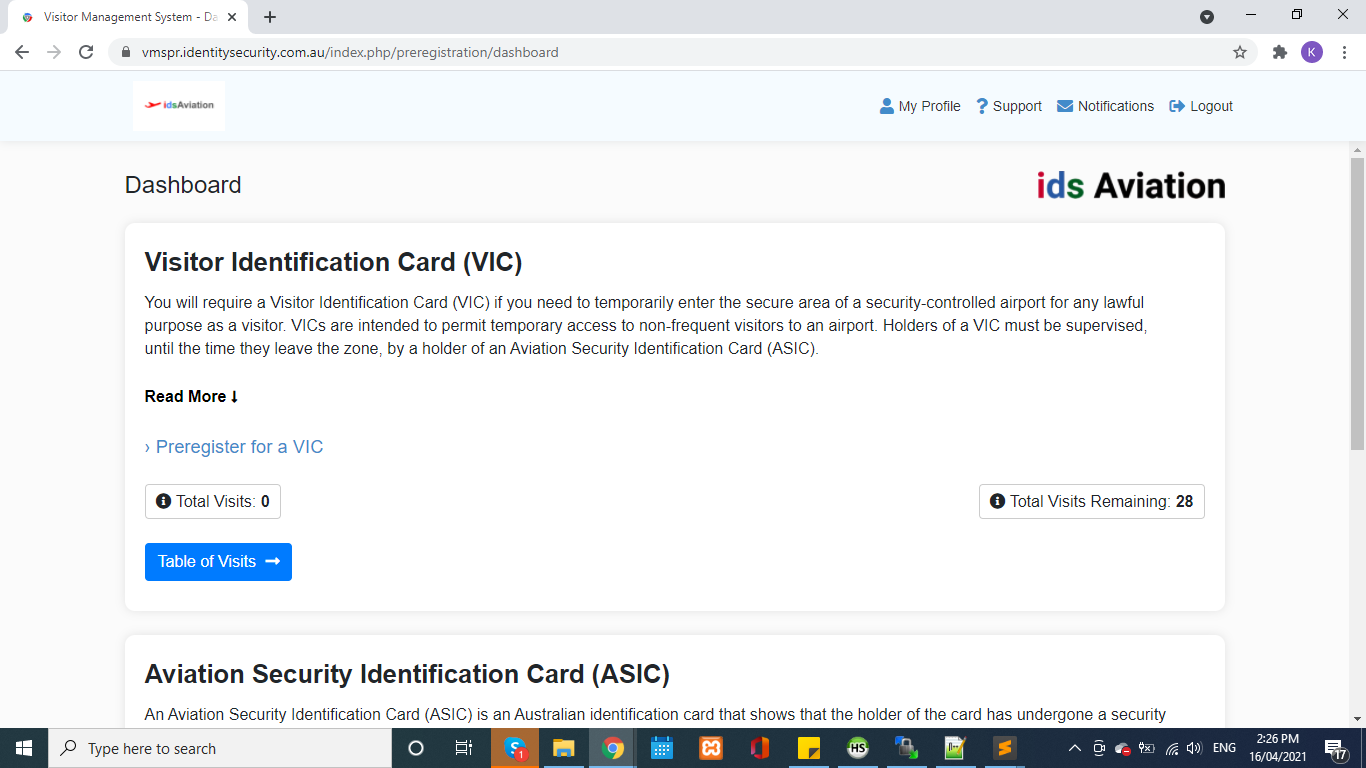 Visitor Management System - Da
vmspr.identitysecurity.com.au/index.php/preregistration/dashboard
K
idsAviation
My Profile
Support
Notifications
Logout
Dashboard
ids Aviation
Visitor Identification Card (VIC)
You will require a Visitor Identification Card (VIC) if you need to temporarily enter the secure area of a security-controlled airport for any lawful
purpose as a visitor. VICs are intended to permit temporary access to non-frequent visitors to an airport. Holders of a VIC must be supervised,
until the time they leave the zone, by a holder of an Aviation Security Identification Card (ASIC).
Read More
› Preregister for a VIC
Total Visits: 0
Total Visits Remaining: 28
Table of Visits
Aviation Security Identification Card (ASIC)
An Aviation Security Identification Card (ASIC) is an Australian identification card that shows that the holder of the card has undergone a security
Type here to search
S
1
HS
ENG
2:26 PM
16/04/2021
17